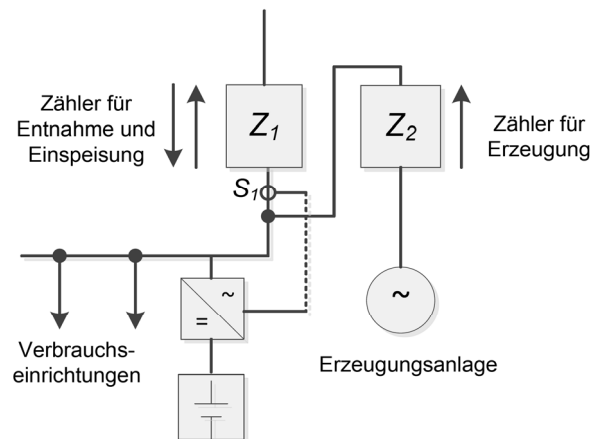 Zähler für
Entnahme und
Einspeisung
Z1
Z2
Zähler für
Erzeugung
S1
~
=
~
Verbrauchs-
einrichtungen
Erzeugungsanlage